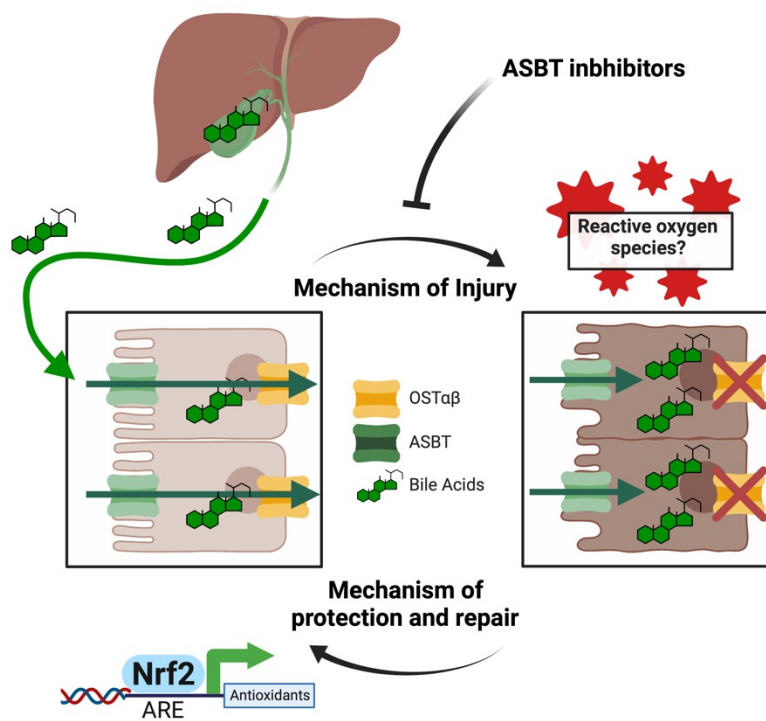 ASBT inbhibitors
Reactive oxygen
species?
Mechanism of Injury
OSTαβ
ASBT
Bile Acids
Mechanism of
protection and repair
Nrf2
Antioxidants
ARE